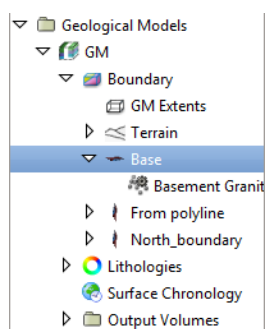 Geological Models
GM
Boundary
GM Extents
Terrain
Base
Basement Granit
From polyline
North_boundary
Lithologies
Surface Chronology
Output Volumes